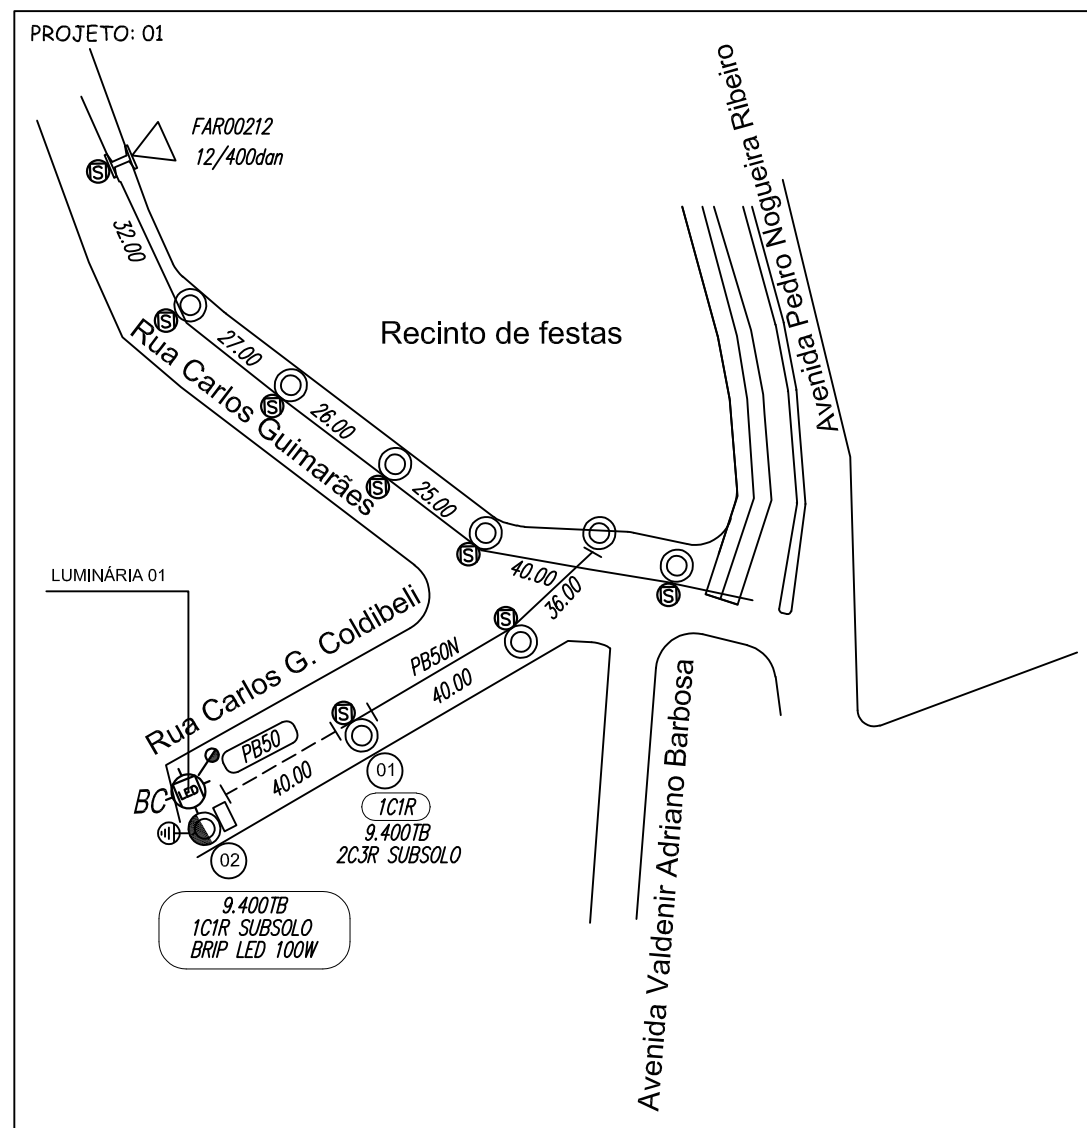 PROJETO: 01
FAR00212
12/400dan
S
32.00
Avenida Pedro Nogueira Ribeiro
Recinto de festas
S
27.00
Rua Carlos Guimarães
S
26.00
S
25.00
S
40.00
36.00
S
LUMINÁRIA 01
S
Rua Carlos G. Coldibeli
PB50N
40.00
S
PB50
40.00
LED
BC
01
1C1R
9.400TB
2C3R SUBSOLO
02
9.400TB
1C1R SUBSOLO
BRIP LED 100W
Avenida Valdenir Adriano Barbosa